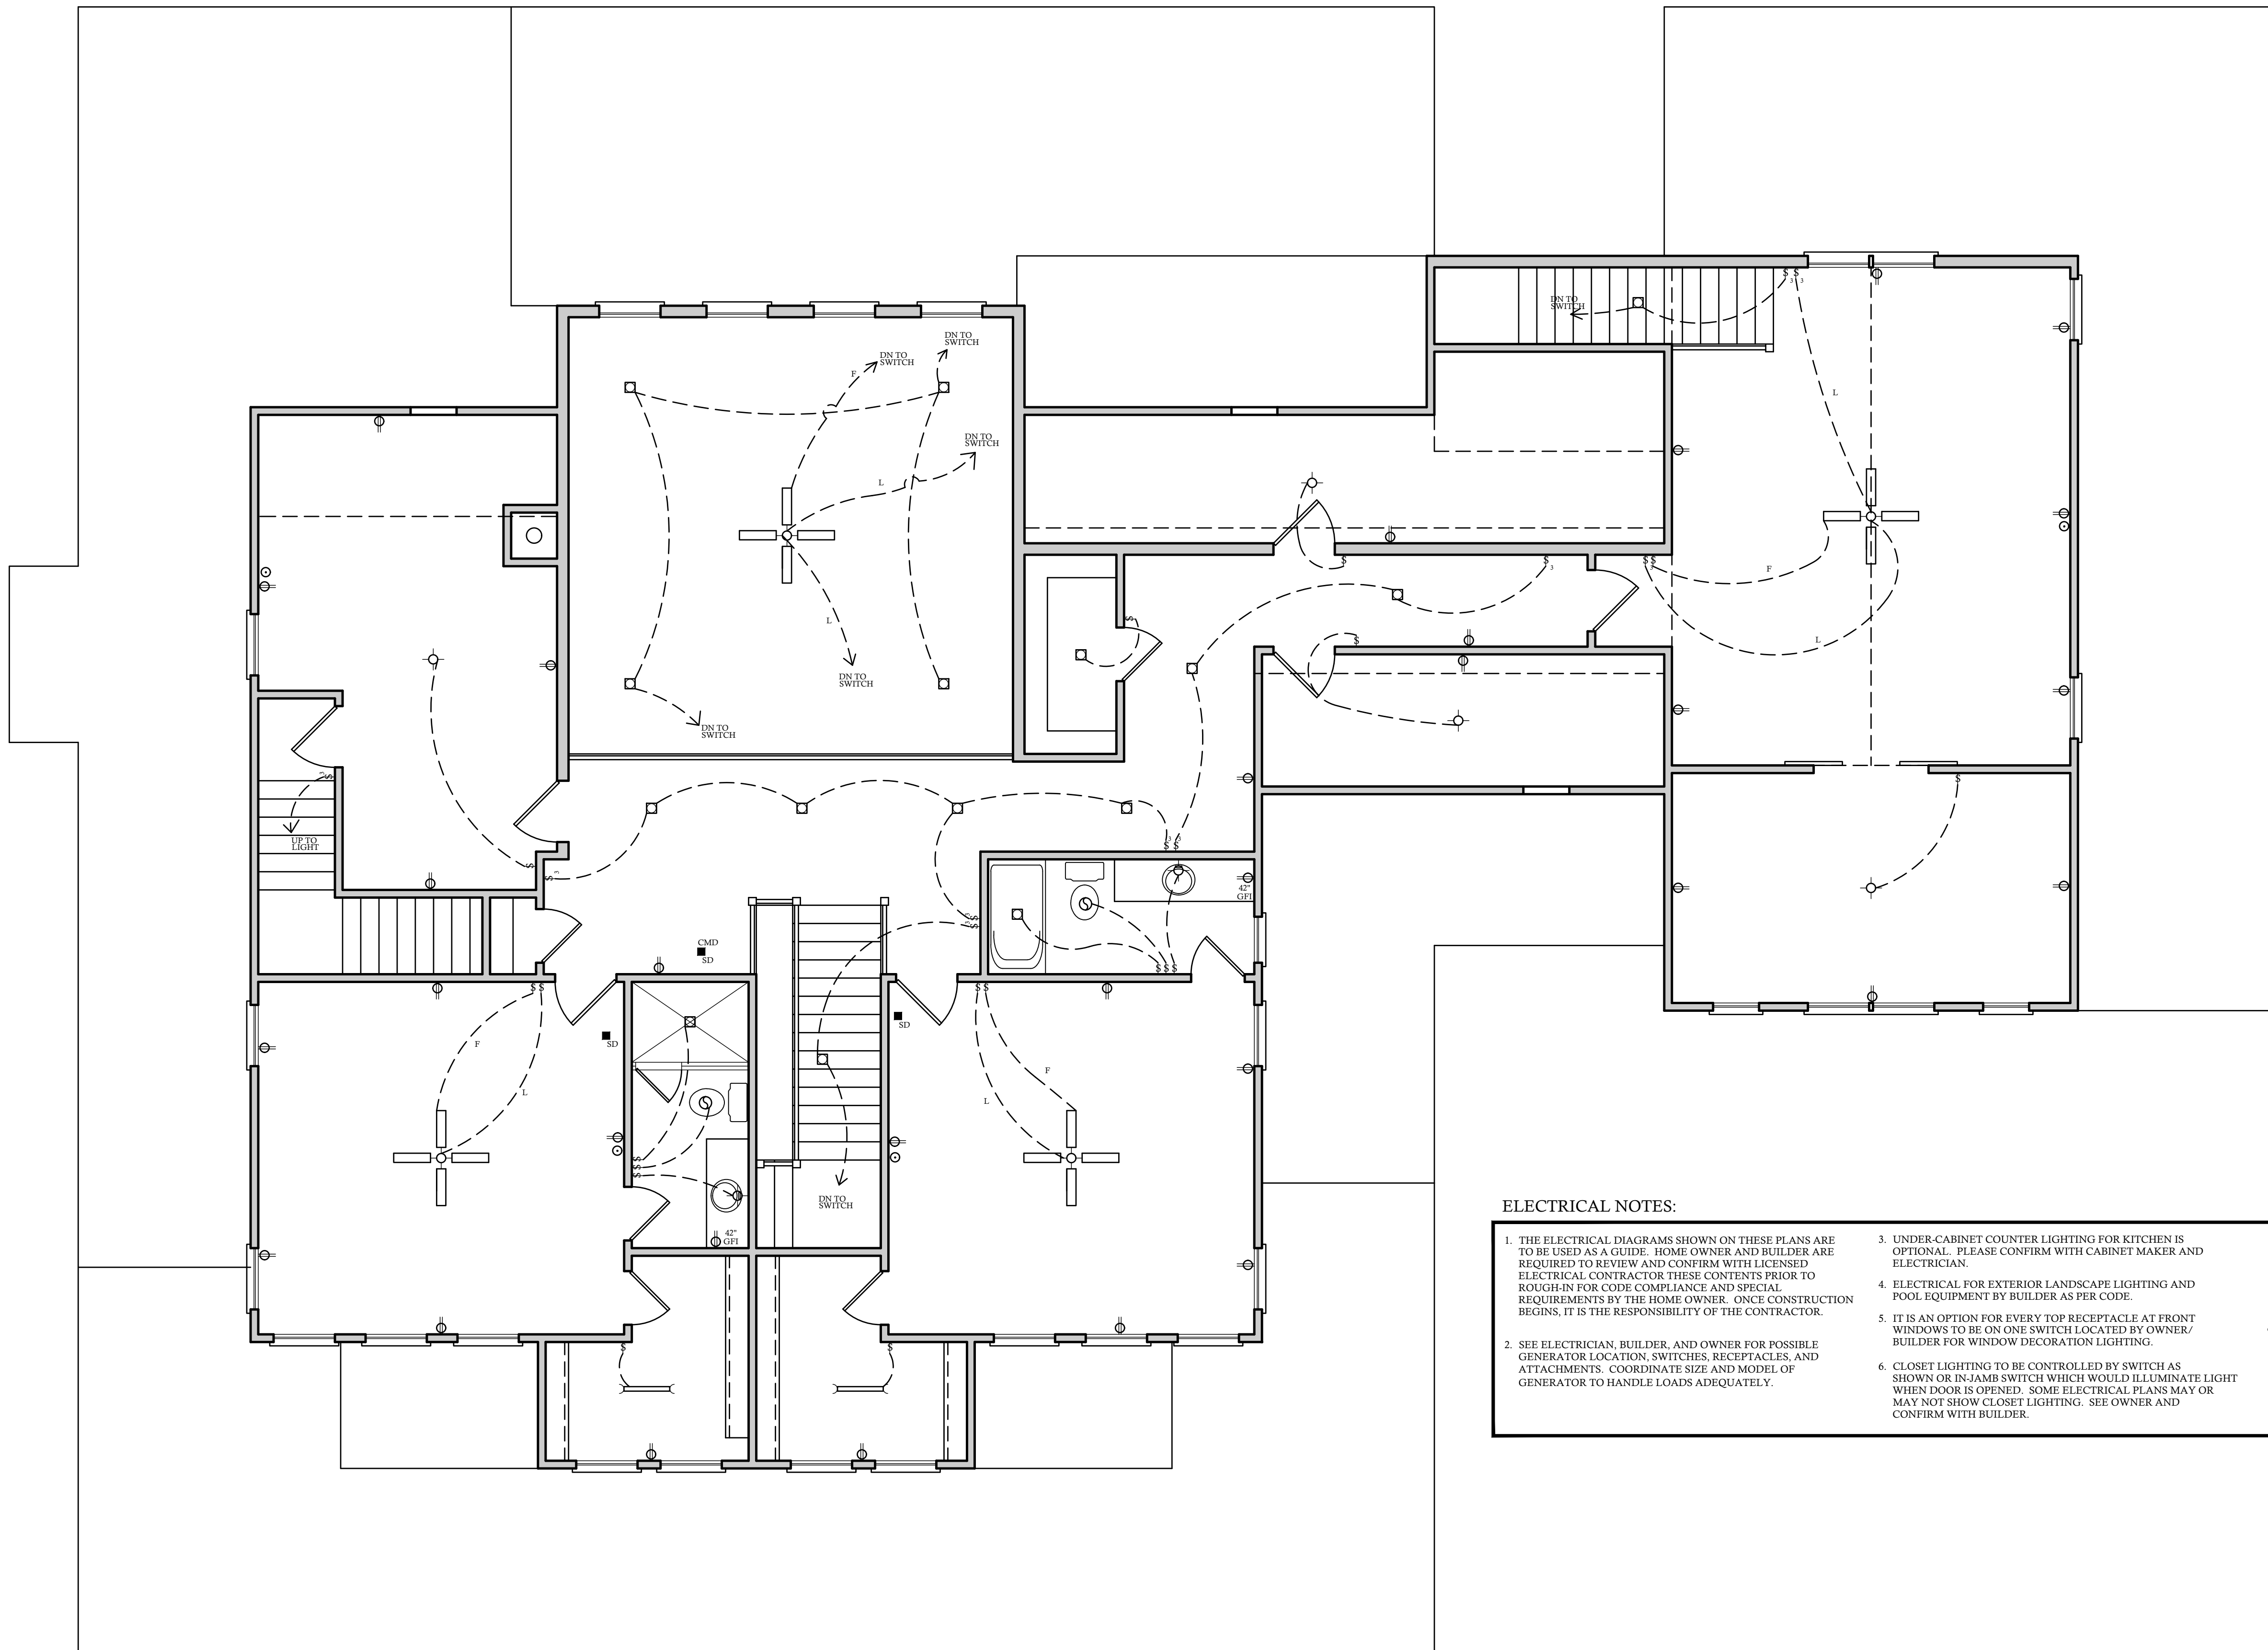 DN TO
SWITCH
DN TO
SWITCH
DN TO
SWITCH
F
$ $
3 3
L
DN TO
SWITCH
L
$
$
3
$ $
3
F
$
L
$
L
DN TO
SWITCH
DN TO
SWITCH
3
$
$
UP TO
LIGHT
3 3
$ $
$
$ 3
42"
GFI
3 $
3 $
CMD
SD
$ $ $
$ $
$ $
SD
SD
F
L
F
L
$
$
$
DN TO
SWITCH
42"
GFI
$
$
ELECTRICAL NOTES:
1. THE ELECTRICAL DIAGRAMS SHOWN ON THESE PLANS ARE
TO BE USED AS A GUIDE. HOME OWNER AND BUILDER ARE
REQUIRED TO REVIEW AND CONFIRM WITH LICENSED
ELECTRICAL CONTRACTOR THESE CONTENTS PRIOR TO
ROUGH-IN FOR CODE COMPLIANCE AND SPECIAL
REQUIREMENTS BY THE HOME OWNER. ONCE CONSTRUCTION
BEGINS, IT IS THE RESPONSIBILITY OF THE CONTRACTOR.
2. SEE ELECTRICIAN, BUILDER, AND OWNER FOR POSSIBLE
GENERATOR LOCATION, SWITCHES, RECEPTACLES, AND
ATTACHMENTS. COORDINATE SIZE AND MODEL OF
GENERATOR TO HANDLE LOADS ADEQUATELY.
3. UNDER-CABINET COUNTER LIGHTING FOR KITCHEN IS
OPTIONAL. PLEASE CONFIRM WITH CABINET MAKER AND
ELECTRICIAN.
4. ELECTRICAL FOR EXTERIOR LANDSCAPE LIGHTING AND
POOL EQUIPMENT BY BUILDER AS PER CODE.
5. IT IS AN OPTION FOR EVERY TOP RECEPTACLE AT FRONT
WINDOWS TO BE ON ONE SWITCH LOCATED BY OWNER/
BUILDER FOR WINDOW DECORATION LIGHTING.
6. CLOSET LIGHTING TO BE CONTROLLED BY SWITCH AS
SHOWN OR IN-JAMB SWITCH WHICH WOULD ILLUMINATE LIGHT
WHEN DOOR IS OPENED. SOME ELECTRICAL PLANS MAY OR
MAY NOT SHOW CLOSET LIGHTING. SEE OWNER AND
CONFIRM WITH BUILDER.